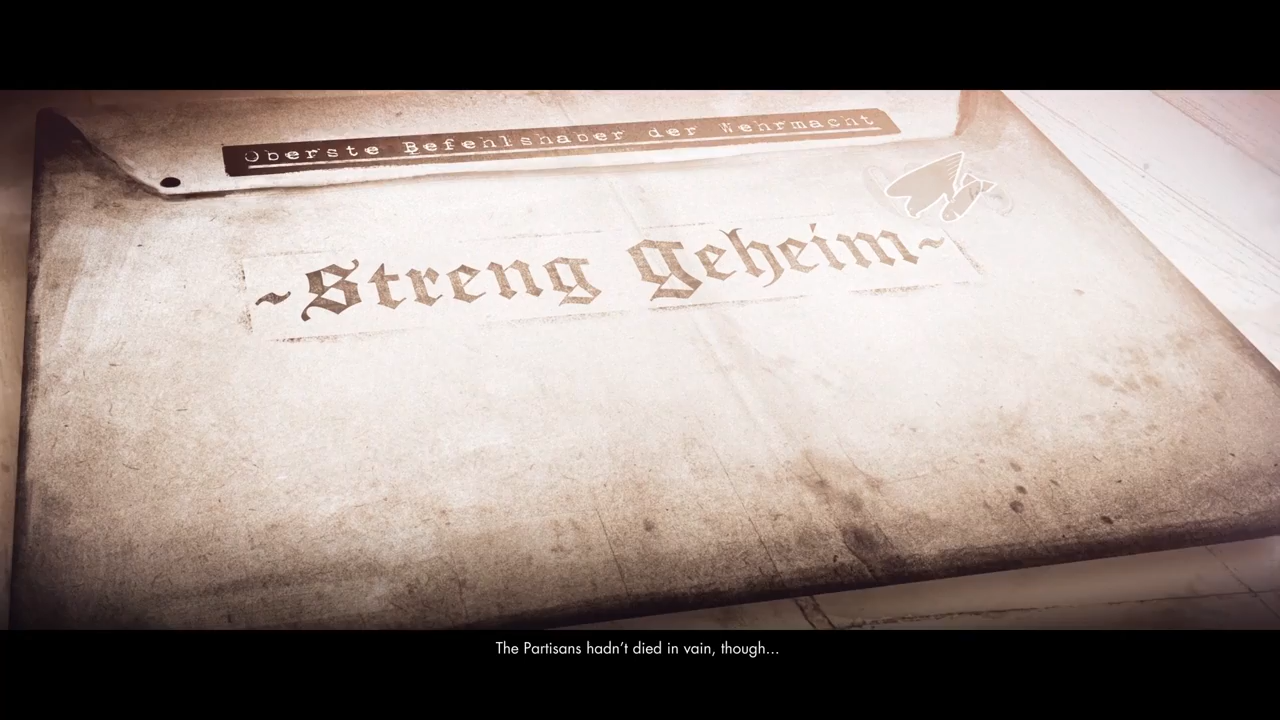 Oberste Befehlshaber der Wehrmacht
~Streng Geheim~
The Partisans hadn't died in vain, though...